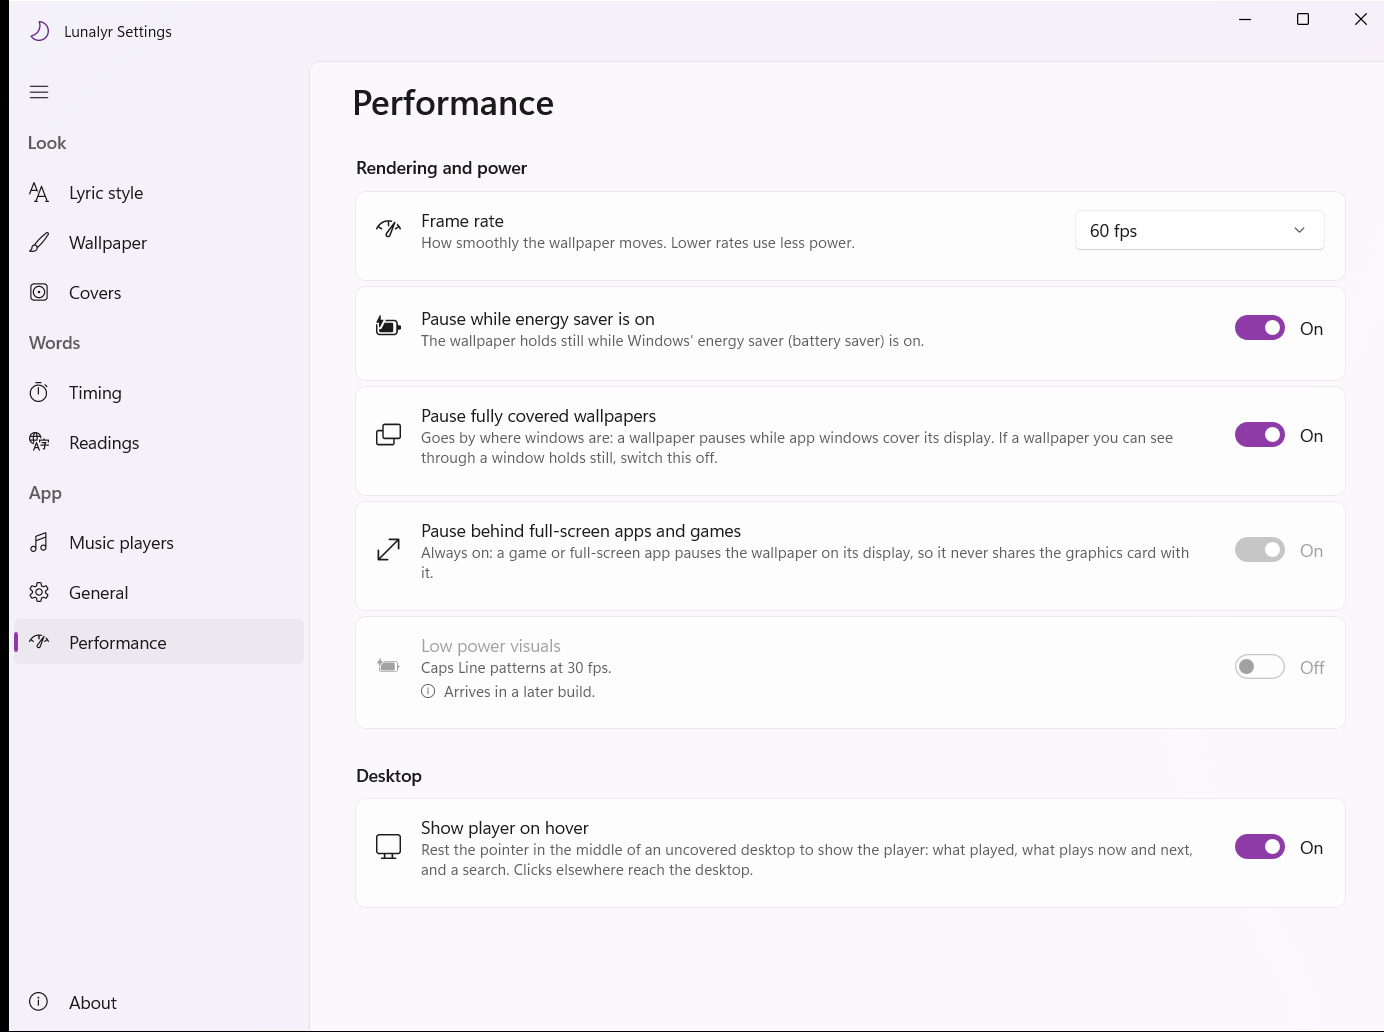 Lunalyr Settings
Look
Lyric style
Wallpaper
Covers
Words
Timing
Readings
App
Music players
General
Performance
About
Performance
Rendering and power
Frame rate
How smoothly the wallpaper moves. Lower rates use less power.
60 fps
Pause while energy saver is on
The wallpaper holds still while Windows’ energy saver (battery saver) is on.
On
Pause fully covered wallpapers
Goes by where windows are: a wallpaper pauses while app windows cover its display. If a wallpaper you can see
through a window holds still, switch this off.
On
Pause behind full-screen apps and games
Always on: a game or full-screen app pauses the wallpaper on its display, so it never shares the graphics card with
it.
On
Low power visuals
Caps Line patterns at 30 fps.
Arrives in a later build.
Off
Desktop
Show player on hover
Rest the pointer in the middle of an uncovered desktop to show the player: what played, what plays now and next,
and a search. Clicks elsewhere reach the desktop.
On